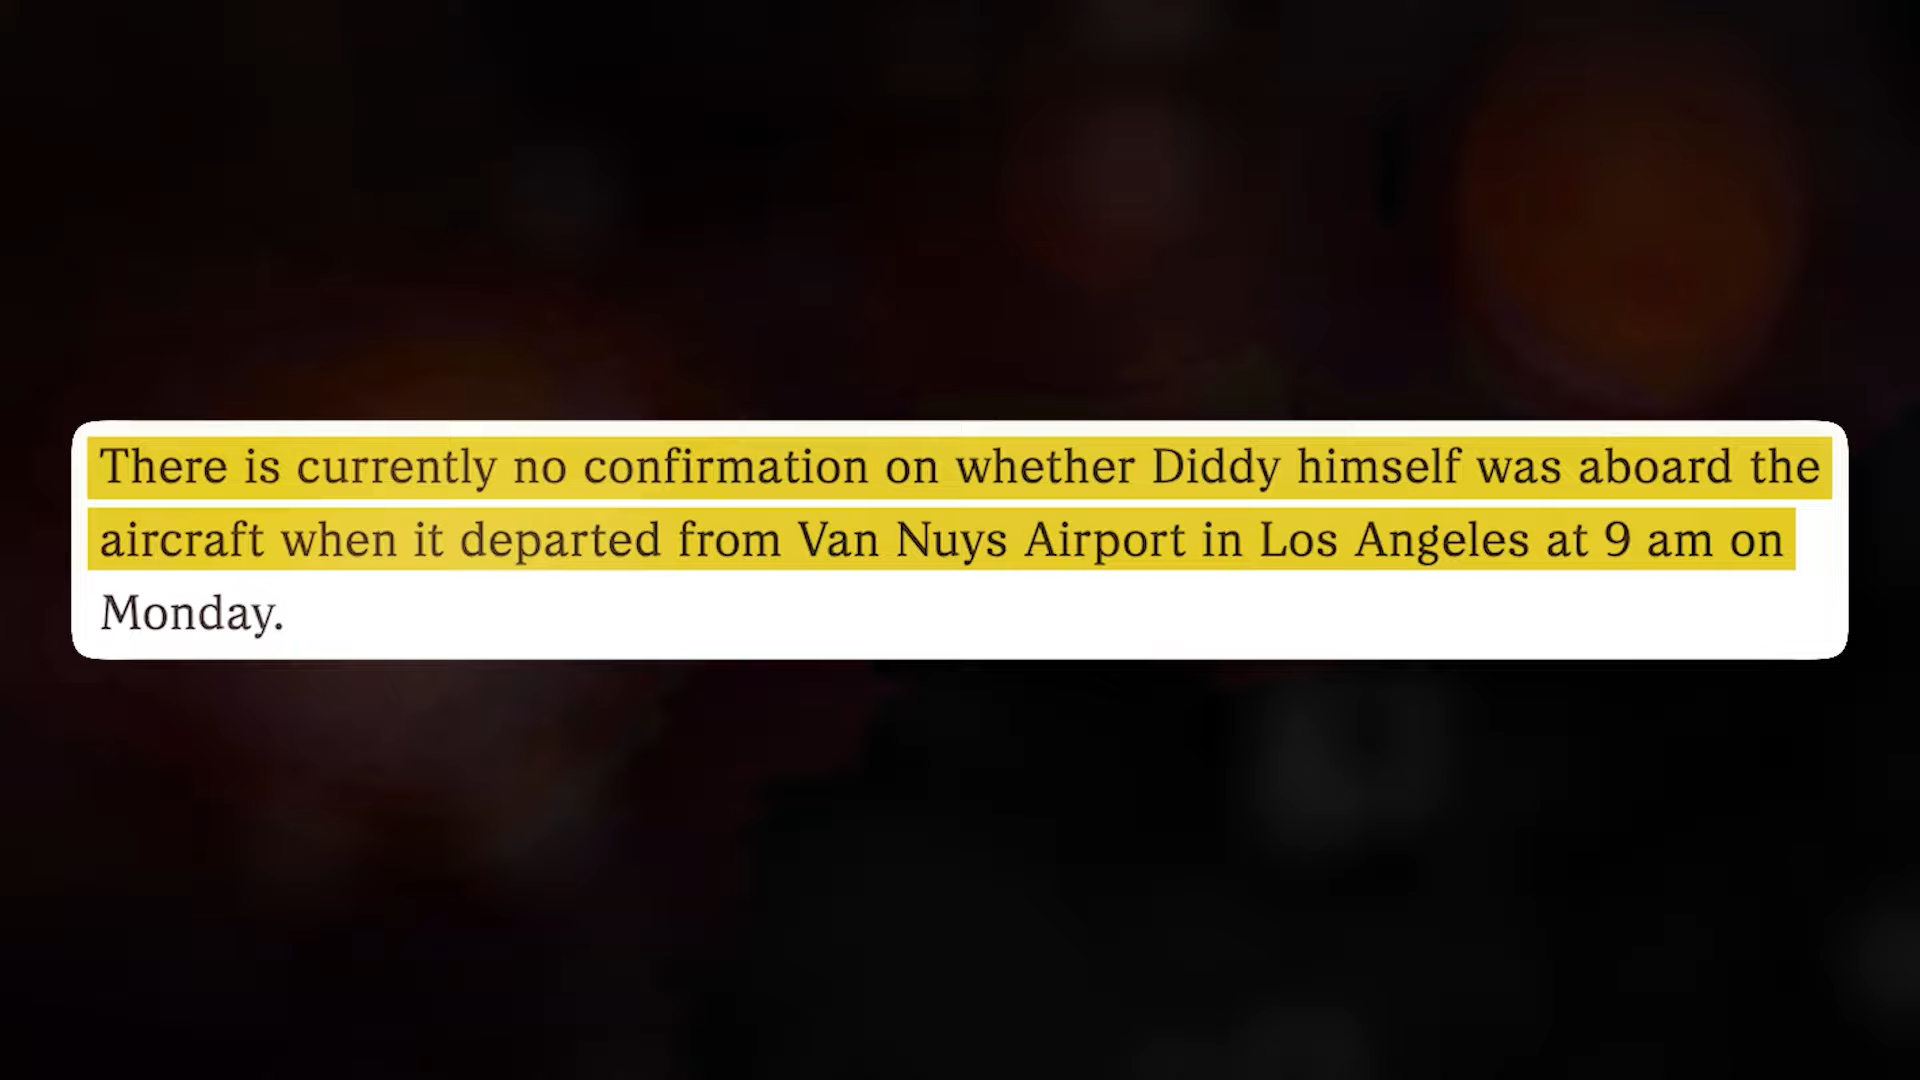 There is currently no confirmation on whether Diddy himself was aboard the
aircraft when it departed from Van Nuys Airport in Los Angeles at 9 am on
Monday.